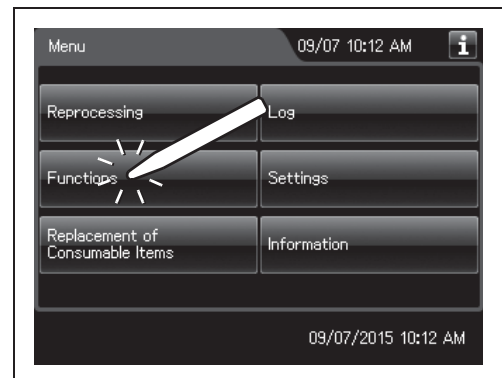 Menu 09/07 10:12 AM i
Reprocessing Log
Functions Settings
Replacement of
Consumable Items Information
09/07/2015 10:12 AM